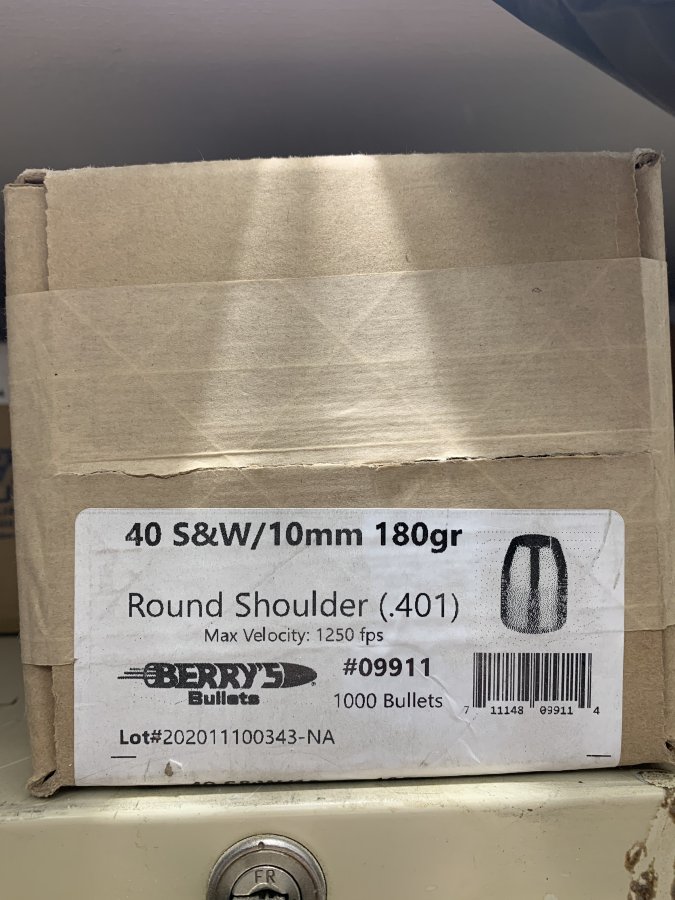 40 S&W/10mm 180gr
Round Shoulder (.401)
Max Velocity: 1250 fps
BERRY'S
Bullets
#09911
1000 Bullets
7 11148 09911 4
Lot#202011100343-NA
FR